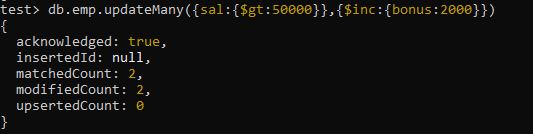 test> db.emp.updateMany({sal:{$gt:50000}},{$inc:{bonus:2000}})
{
  acknowledged: true,
  insertedId: null,
  matchedCount: 2,
  modifiedCount: 2,
  upsertedCount: 0
}